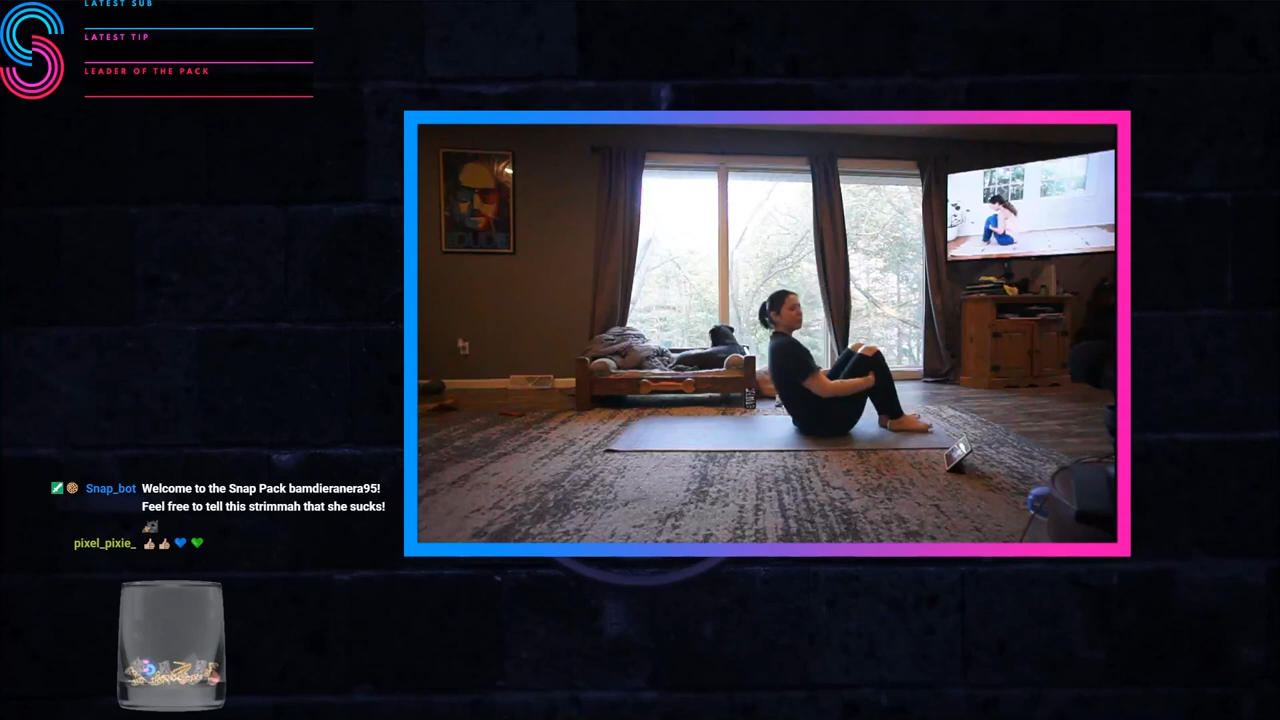 LATEST SUB
LATEST TIP
LEADER OF THE PACK
DUDE
Snap_bot Welcome to the Snap Pack bamdieranera95!
Feel free to tell this strimmah that she sucks!
pixel_pixie_